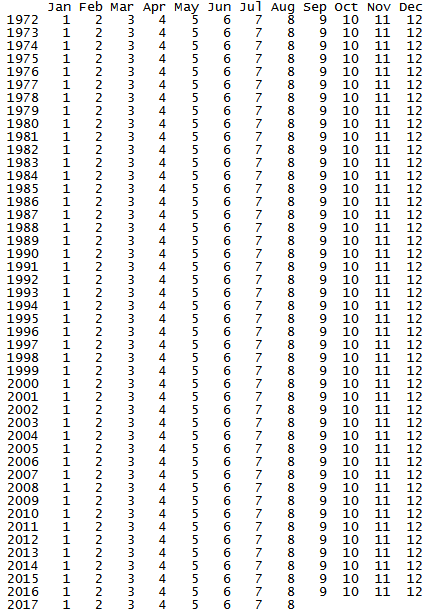 Jan Feb Mar Apr May Jun Jul Aug Sep Oct Nov Dec
1972 1 2 3 4 5 6 7 8 9 10 11 12
1973 1 2 3 4 5 6 7 8 9 10 11 12
1974 1 2 3 4 5 6 7 8 9 10 11 12
1975 1 2 3 4 5 6 7 8 9 10 11 12
1976 1 2 3 4 5 6 7 8 9 10 11 12
1977 1 2 3 4 5 6 7 8 9 10 11 12
1978 1 2 3 4 5 6 7 8 9 10 11 12
1979 1 2 3 4 5 6 7 8 9 10 11 12
1980 1 2 3 4 5 6 7 8 9 10 11 12
1981 1 2 3 4 5 6 7 8 9 10 11 12
1982 1 2 3 4 5 6 7 8 9 10 11 12
1983 1 2 3 4 5 6 7 8 9 10 11 12
1984 1 2 3 4 5 6 7 8 9 10 11 12
1985 1 2 3 4 5 6 7 8 9 10 11 12
1986 1 2 3 4 5 6 7 8 9 10 11 12
1987 1 2 3 4 5 6 7 8 9 10 11 12
1988 1 2 3 4 5 6 7 8 9 10 11 12
1989 1 2 3 4 5 6 7 8 9 10 11 12
1990 1 2 3 4 5 6 7 8 9 10 11 12
1991 1 2 3 4 5 6 7 8 9 10 11 12
1992 1 2 3 4 5 6 7 8 9 10 11 12
1993 1 2 3 4 5 6 7 8 9 10 11 12
1994 1 2 3 4 5 6 7 8 9 10 11 12
1995 1 2 3 4 5 6 7 8 9 10 11 12
1996 1 2 3 4 5 6 7 8 9 10 11 12
1997 1 2 3 4 5 6 7 8 9 10 11 12
1998 1 2 3 4 5 6 7 8 9 10 11 12
1999 1 2 3 4 5 6 7 8 9 10 11 12
2000 1 2 3 4 5 6 7 8 9 10 11 12
2001 1 2 3 4 5 6 7 8 9 10 11 12
2002 1 2 3 4 5 6 7 8 9 10 11 12
2003 1 2 3 4 5 6 7 8 9 10 11 12
2004 1 2 3 4 5 6 7 8 9 10 11 12
2005 1 2 3 4 5 6 7 8 9 10 11 12
2006 1 2 3 4 5 6 7 8 9 10 11 12
2007 1 2 3 4 5 6 7 8 9 10 11 12
2008 1 2 3 4 5 6 7 8 9 10 11 12
2009 1 2 3 4 5 6 7 8 9 10 11 12
2010 1 2 3 4 5 6 7 8 9 10 11 12
2011 1 2 3 4 5 6 7 8 9 10 11 12
2012 1 2 3 4 5 6 7 8 9 10 11 12
2013 1 2 3 4 5 6 7 8 9 10 11 12
2014 1 2 3 4 5 6 7 8 9 10 11 12
2015 1 2 3 4 5 6 7 8 9 10 11 12
2016 1 2 3 4 5 6 7 8 9 10 11 12
2017 1 2 3 4 5 6 7 8